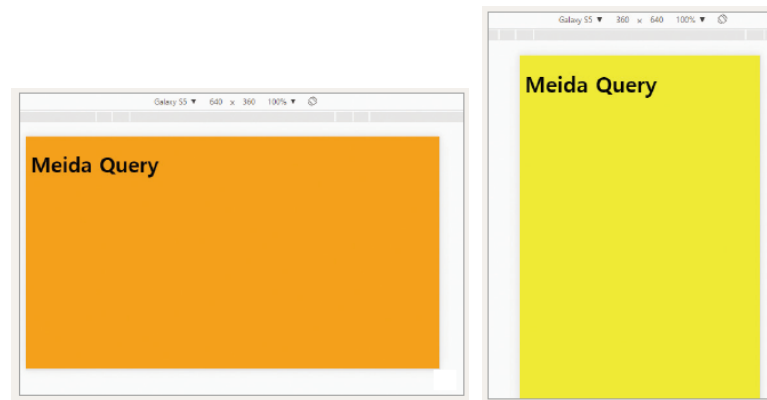 Galaxy S5 ▼ 640 x 360 100% ▼
Meida Query
Galaxy S5 ▼ 360 x 640 100% ▼
Meida Query